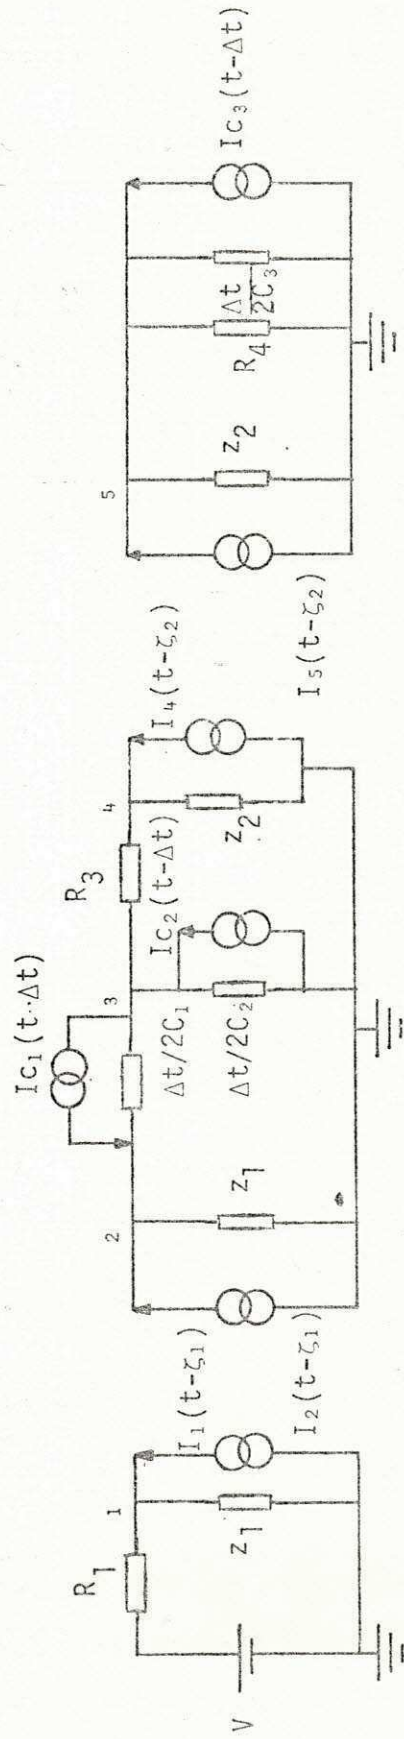 V
R1
1
z1
I1(t-ζ1)
I2(t-ζ1)
2
z1
Ic1(t-Δt)
3
Δt/2C1
Δt/2C2
Ic2(t-Δt)
R3
4
z2
I4(t-ζ2)
I5(t-ζ2)
5
z2
R4
Δt
2C3
Ic3(t-Δt)